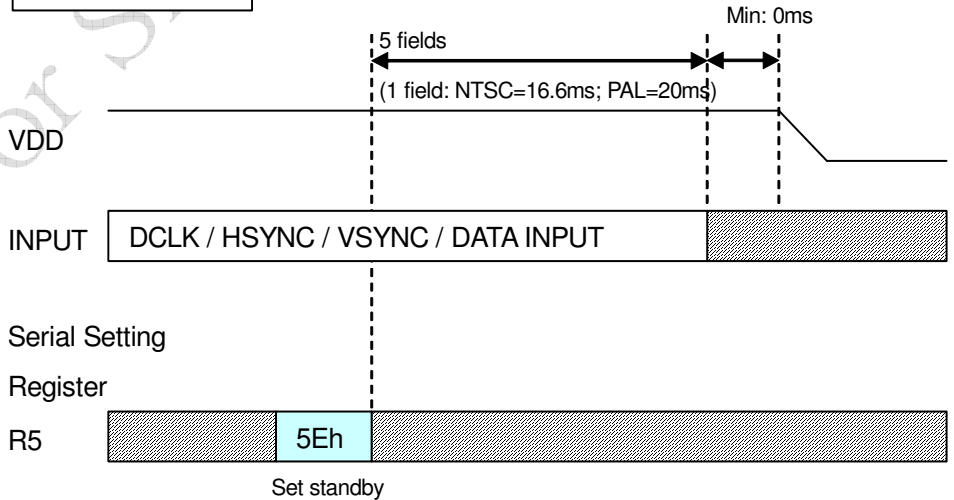 Min: 0ms
5 fields
(1 field: NTSC=16.6ms; PAL=20ms)
VDD
INPUT DCLK / HSYNC / VSYNC / DATA INPUT
Serial Setting
Register
R5 5Eh
Set standby